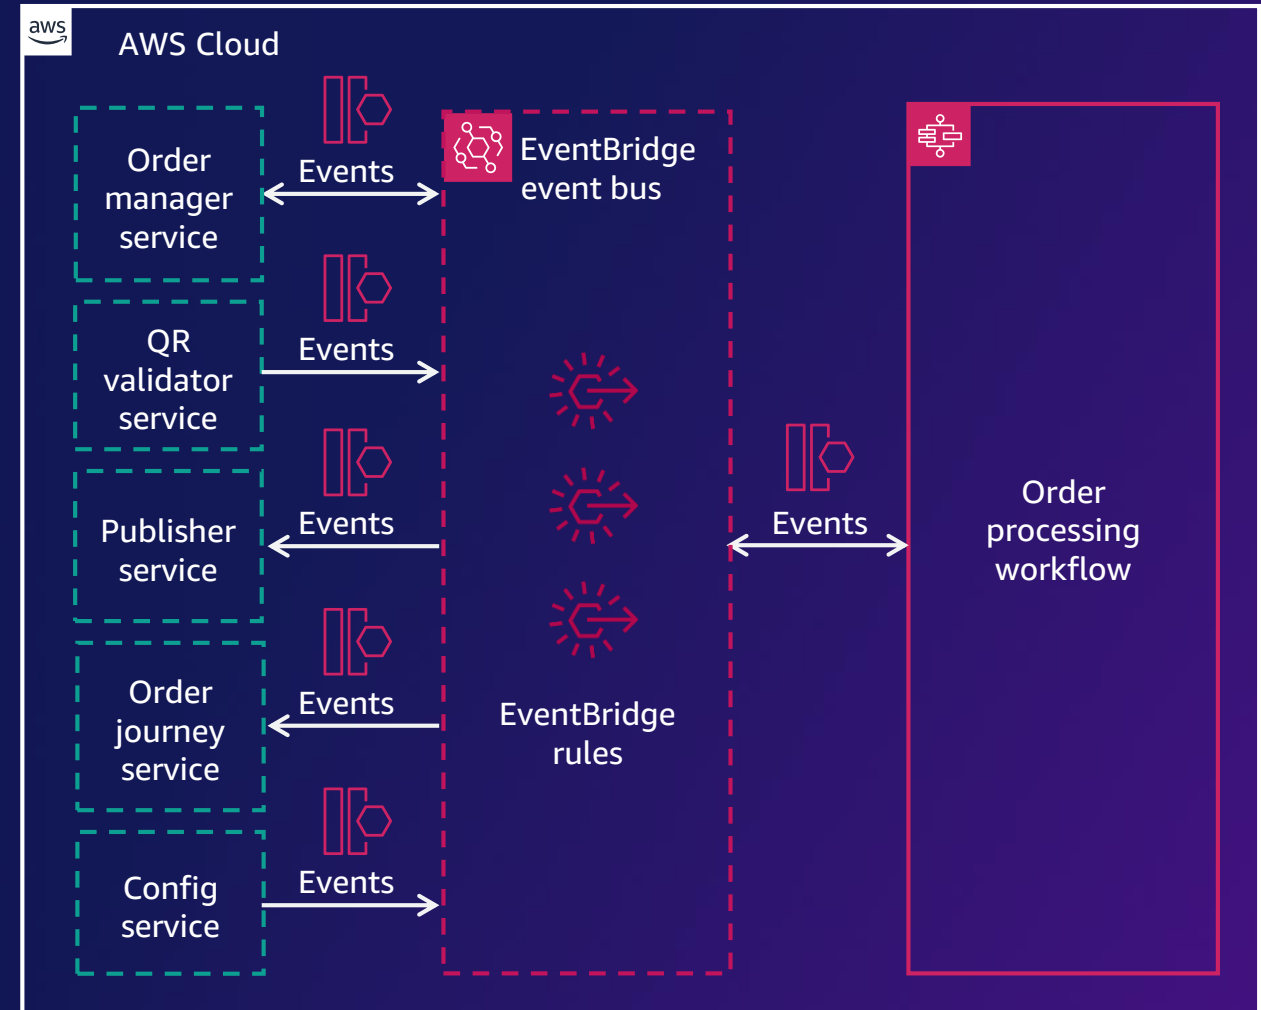 aws
AWS Cloud
Order
manager
service
Events
EventBridge
event bus
QR
validator
service
Events
Publisher
service
Events
Events
Order
processing
workflow
Order
journey
service
Events
EventBridge
rules
Config
service
Events